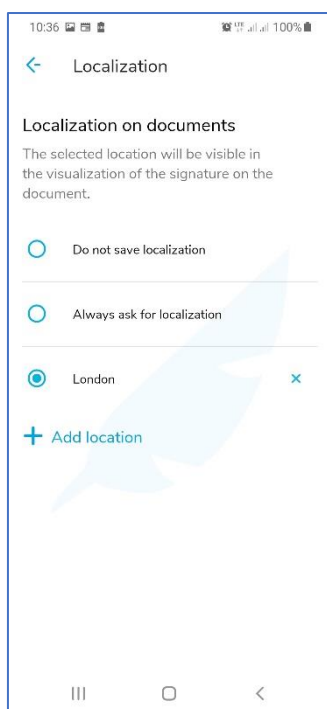 10:36 100%
Localization
Localization on documents
The selected location will be visible in
the visualization of the signature on the
document.
Do not save localization
Always ask for localization
London
Add location